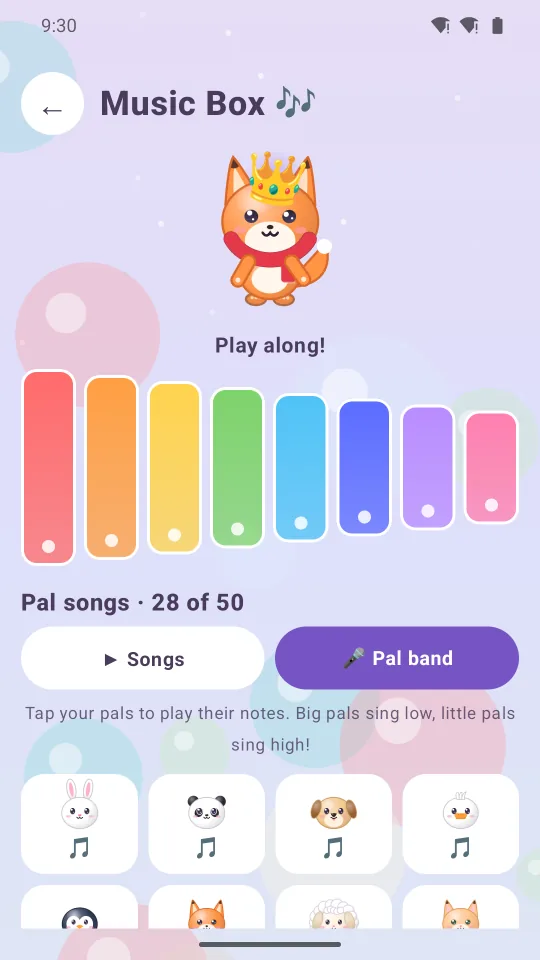 9:30
← Music Box 🎶
Play along!
Pal songs · 28 of 50
▶ Songs
🎤 Pal band
Tap your pals to play their notes. Big pals sing low, little pals
sing high!